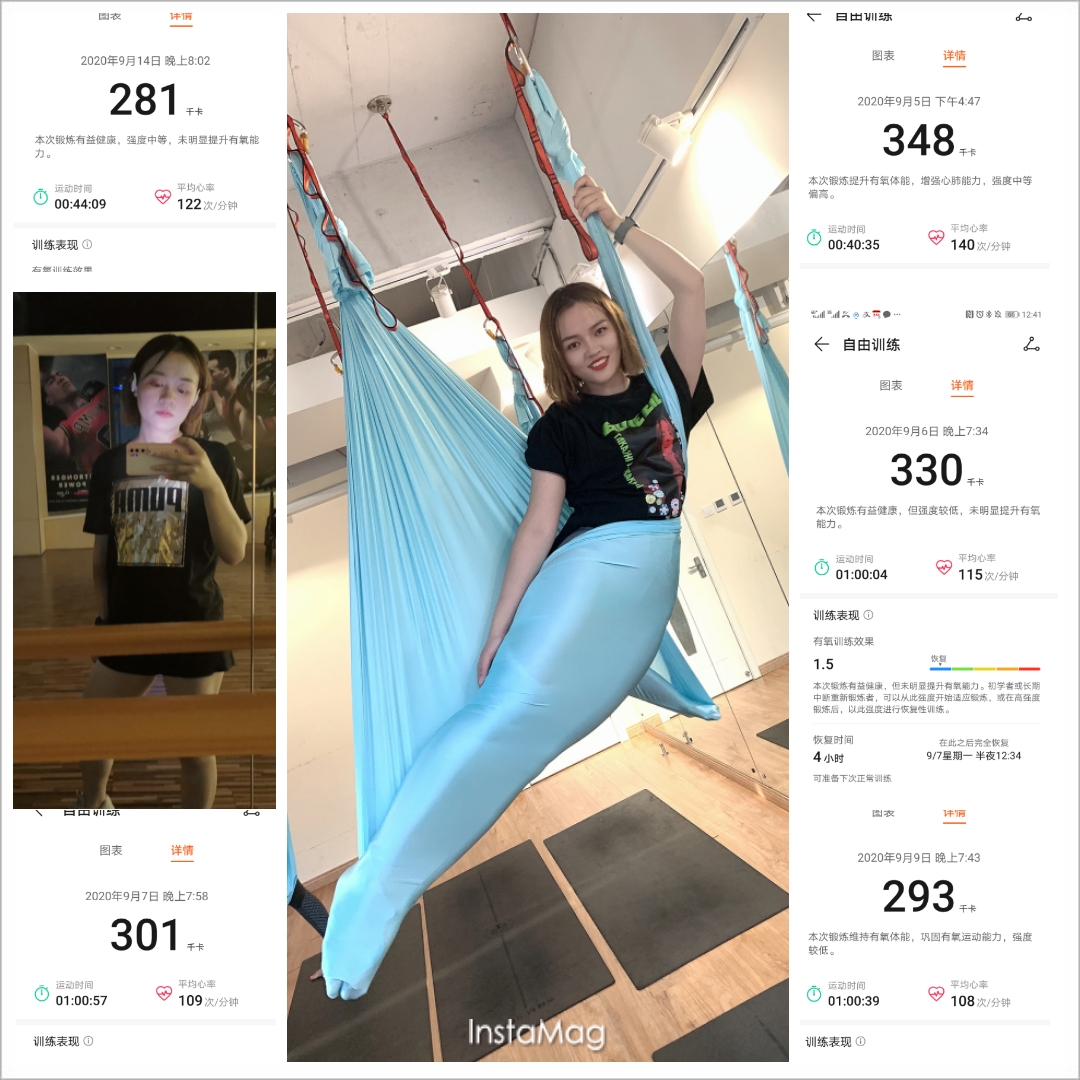 图表 详情
2020年9月14日 晚上8:02
281 千卡
本次锻炼有益健康，强度中等，未明显提升有氧能
力。
运动时间
00:44:09
平均心率
122 次/分钟
训练表现
有氧训练效果
自由训练
图表 详情
2020年9月7日 晚上7:58
301 千卡
运动时间
01:00:57
平均心率
109 次/分钟
训练表现
InstaMag
自由训练
图表 详情
2020年9月5日 下午4:47
348 千卡
本次锻炼提升有氧体能，增强心肺能力，强度中等
偏高。
运动时间
00:40:35
平均心率
140 次/分钟
12:41
自由训练
图表 详情
2020年9月6日 晚上7:34
330 千卡
本次锻炼有益健康，但强度较低，未明显提升有氧
能力。
运动时间
01:00:04
平均心率
115 次/分钟
训练表现
有氧训练效果
1.5
恢复
本次锻炼有益健康，但未明显提升有氧能力。初学者或长期
中断重新锻炼者，可以从此强度开始适应锻炼，或在高强度
锻炼后，以此强度进行恢复性训练。
恢复时间
4 小时
可准备下次正常训练
在此之后完全恢复
9/7星期一 半夜12:34
图表 详情
2020年9月9日 晚上7:43
293 千卡
本次锻炼维持有氧体能，巩固有氧运动能力，强度
较低。
运动时间
01:00:39
平均心率
108 次/分钟
训练表现